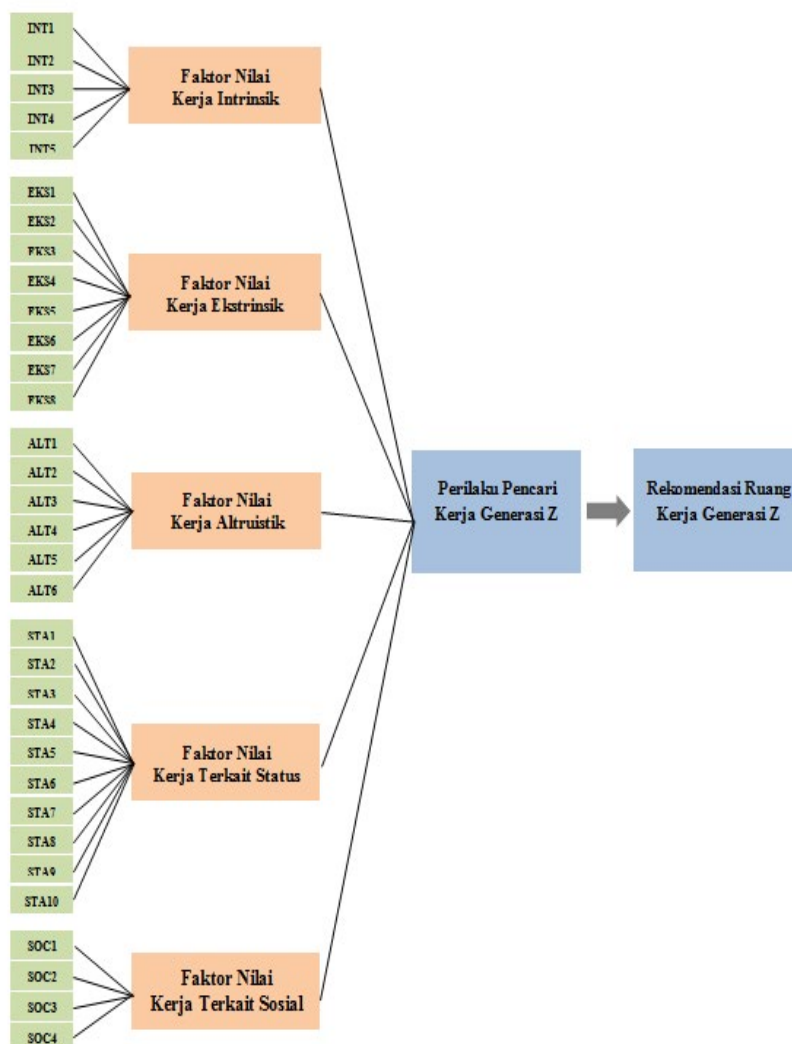 INT1
INT2
INT3
INT4
INT5
Faktor Nilai
Kerja Intrinsik
EKS1
EKS2
EKS3
EKS4
EKS5
EKS6
EKS7
EKS8
Faktor Nilai
Kerja Ekstrinsik
ALT1
ALT2
ALT3
ALT4
ALT5
ALT6
Faktor Nilai
Kerja Altruistik
Perilaku Pencari
Kerja Generasi Z
Rekomendasi Ruang
Kerja Generasi Z
STA1
STA2
STA3
STA4
STA5
STA6
STA7
STA8
STA9
STA10
Faktor Nilai
Kerja Terkait Status
SOC1
SOC2
SOC3
SOC4
Faktor Nilai
Kerja Terkait Sosial